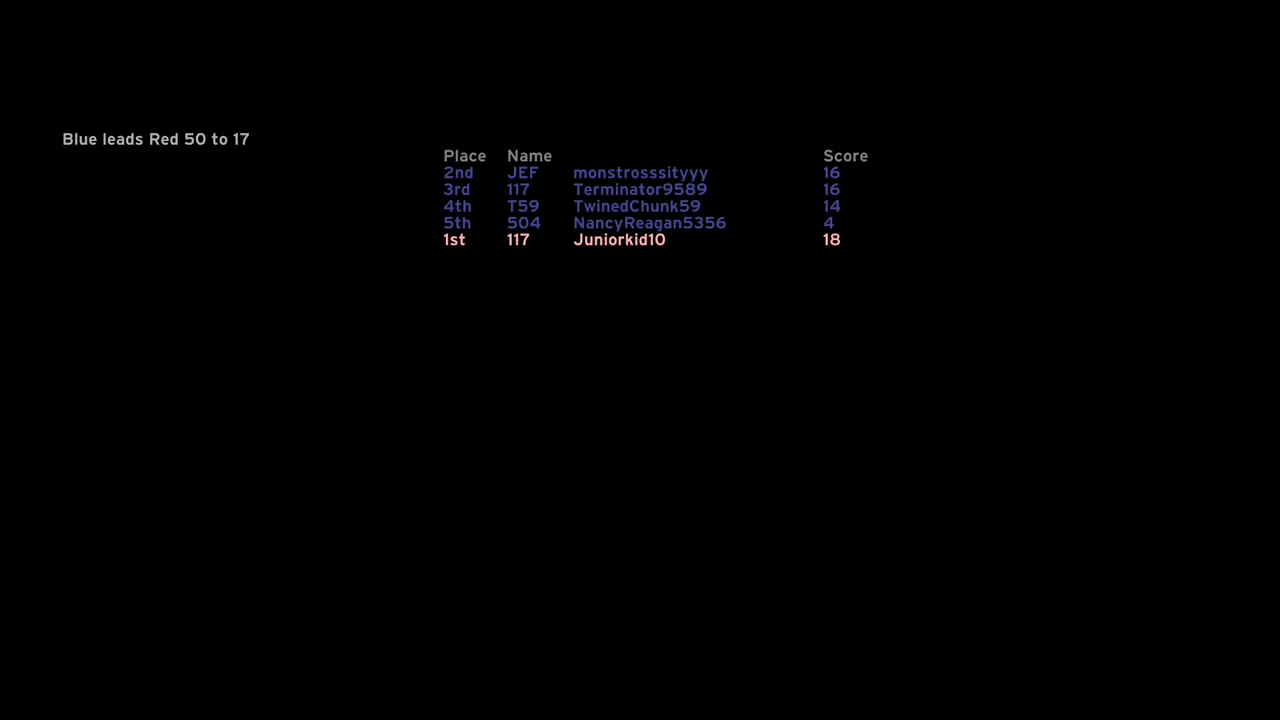 Blue leads Red 50 to 17
Place Name Score
2nd JEF monstrosssityyy 16
3rd 117 Terminator9589 16
4th T59 TwinedChunk59 14
5th 504 NancyReagan5356 4
1st 117 Juniorkid10 18